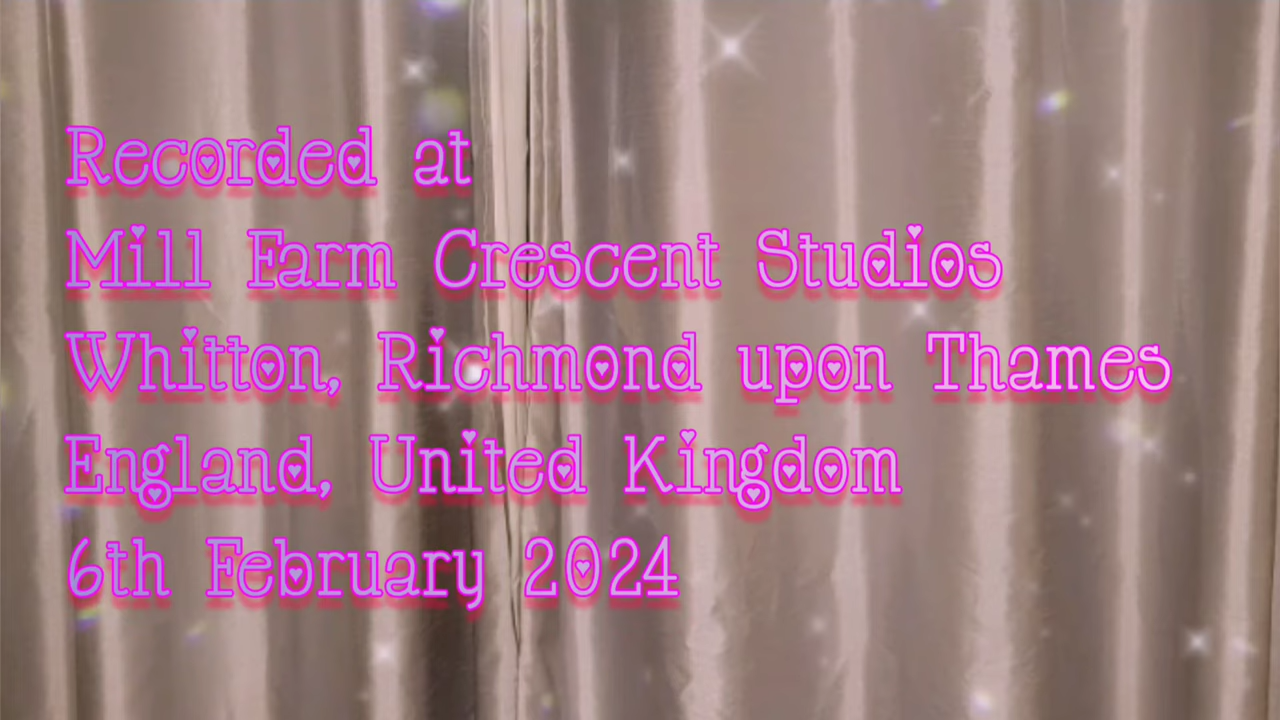 Recorded at
Mill Farm Crescent Studios
Whitton, Richmond upon Thames
England, United Kingdom
6th February 2024